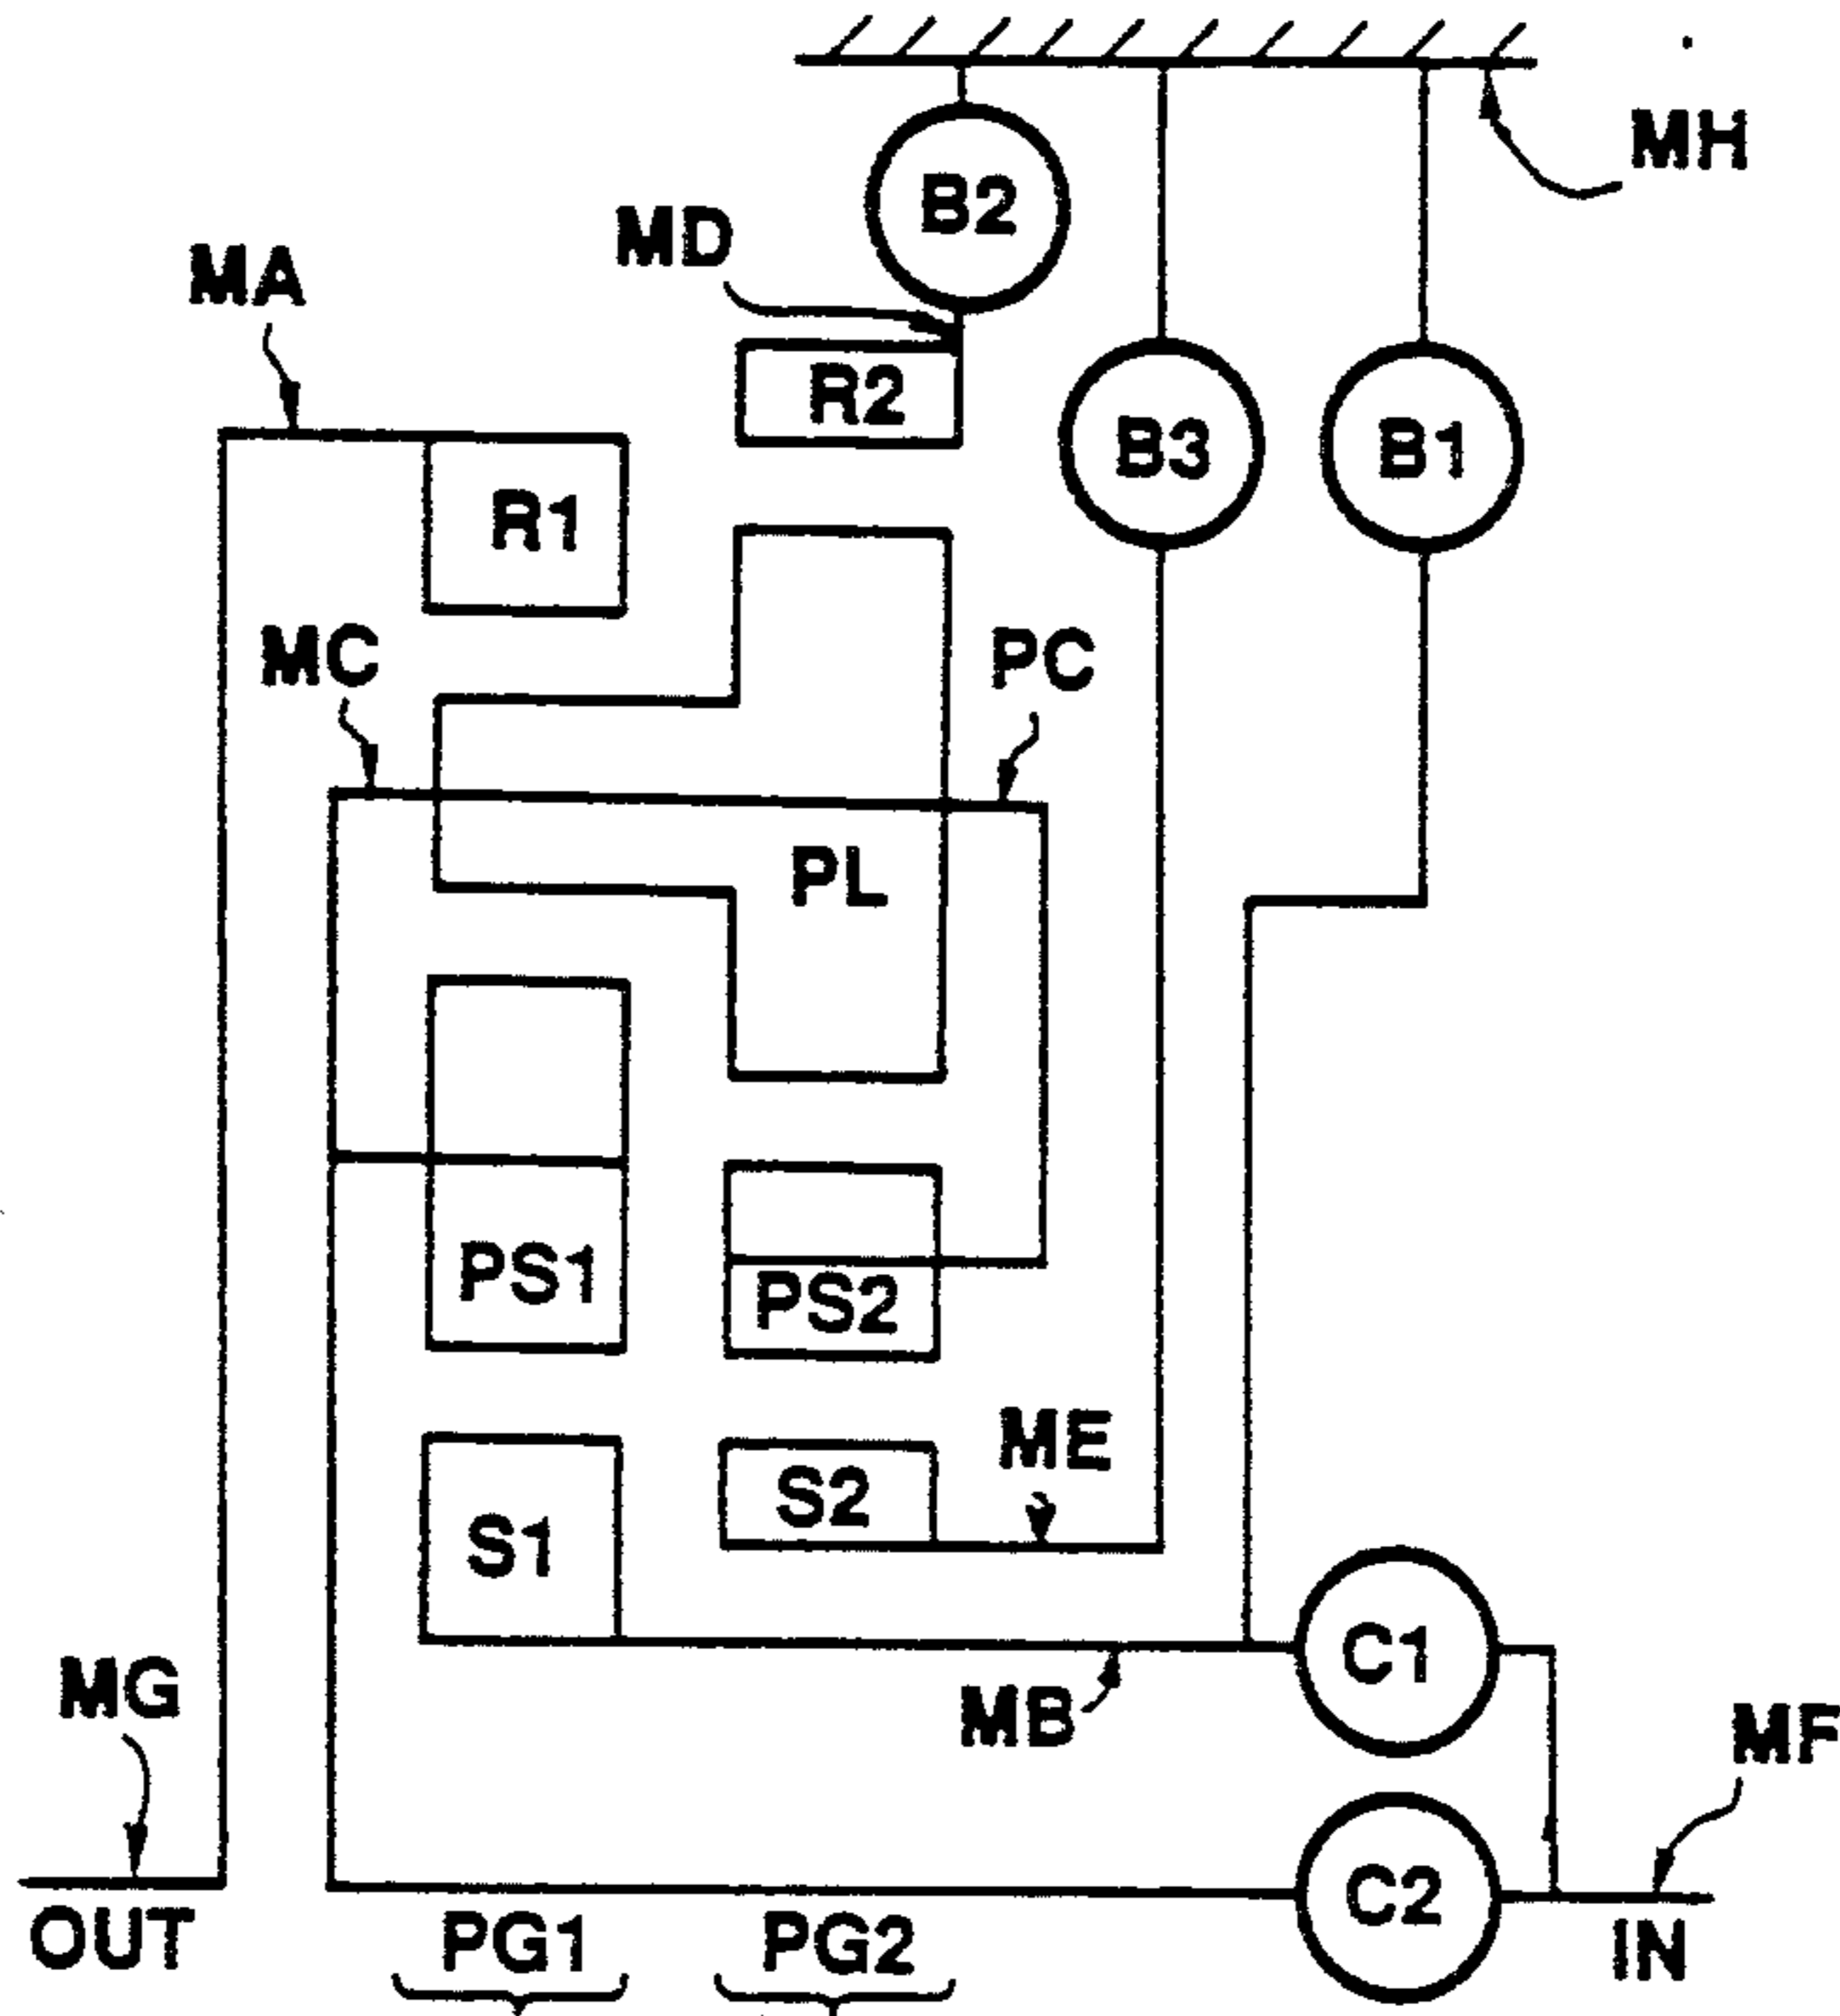 MH
B2
MD
MA
R2
B3
B1
R1
MC
PC
PL
PS1
PS2
ME
S2
S1
C1
MG
MB
MF
C2
OUT
PG1
PG2
IN